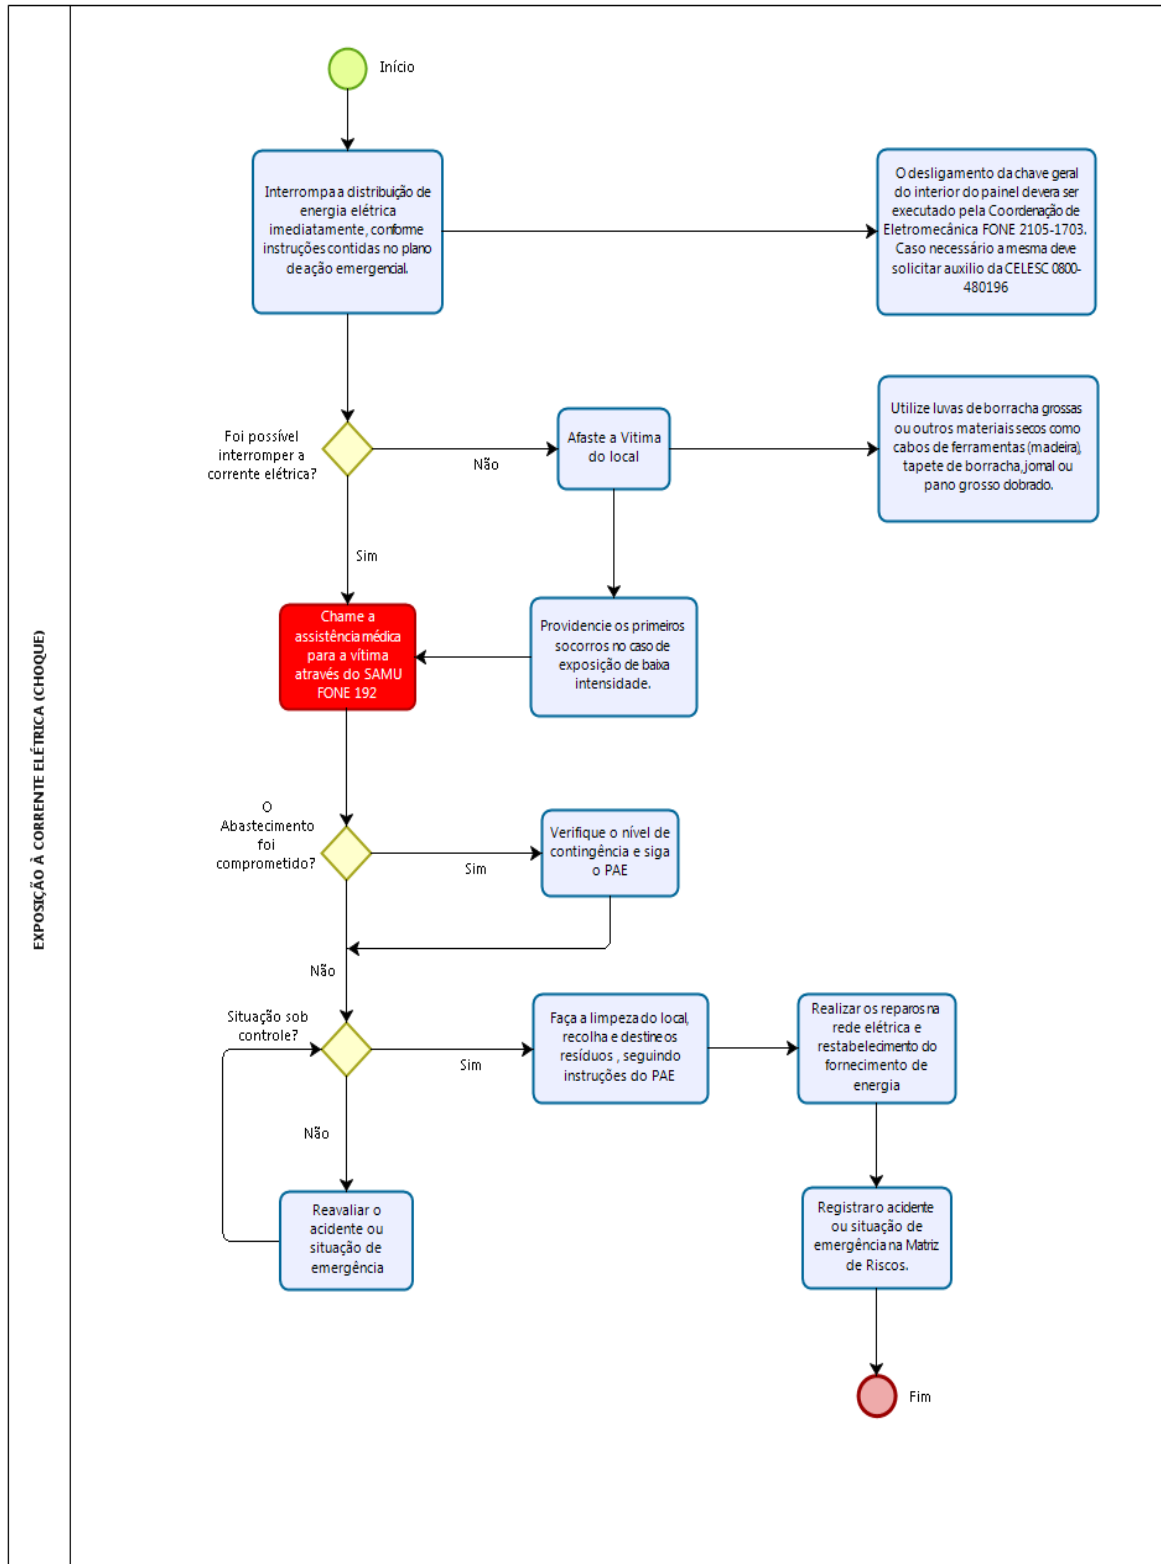 EXPOSIÇÃO À CORRENTE ELÉTRICA (CHOQUE)
Início
Interrompa a distribuição de
energia elétrica
imediatamente, conforme
instruções contidas no plano
de ação emergencial.
O desligamento da chave geral
do interior do painel devera ser
executado pela Coordenação de
Eletromecânica FONE 2105-1703.
Caso necessário a mesma deve
solicitar auxilio da CELESC 0800-
480196
Foi possível
interromper a
corrente elétrica?
Não
Afaste a Vitima
do local
Utilize luvas de borracha grossas
ou outros materiais secos como
cabos de ferramentas (madeira),
tapete de borracha, jornal ou
pano grosso dobrado.
Sim
Chame a
assistência médica
para a vítima
através do SAMU
FONE 192
Providencie os primeiros
socorros no caso de
exposição de baixa
intensidade.
O
Abastecimento
foi
comprometido?
Sim
Verifique o nível de
contingência e siga
o PAE
Não
Situação sob
controle?
Sim
Faça a limpeza do local,
recolha e destine os
resíduos , seguindo
instruções do PAE
Realizar os reparos na
rede elétrica e
restabelecimento do
fornecimento de
energia
Não
Reavaliar o
acidente ou
situação de
emergência
Registrar o acidente
ou situação de
emergência na Matriz
de Riscos.
Fim